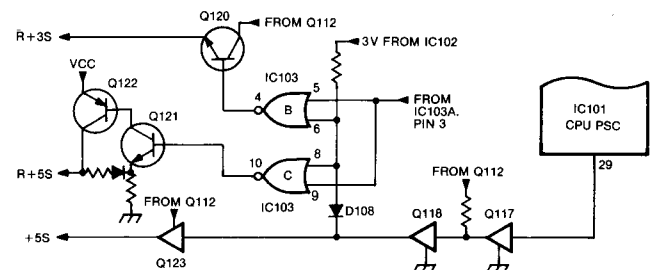 Q120
FROM Q112
R+3S
3V FROM IC102
VCC
Q122
Q121
IC103
4
B
5
6
FROM
IC103A.
PIN 3
IC101
CPU PSC
29
10
C
8
9
IC103
R+5S
FROM Q112
D108
FROM Q112
Q118
Q117
+5S
Q123